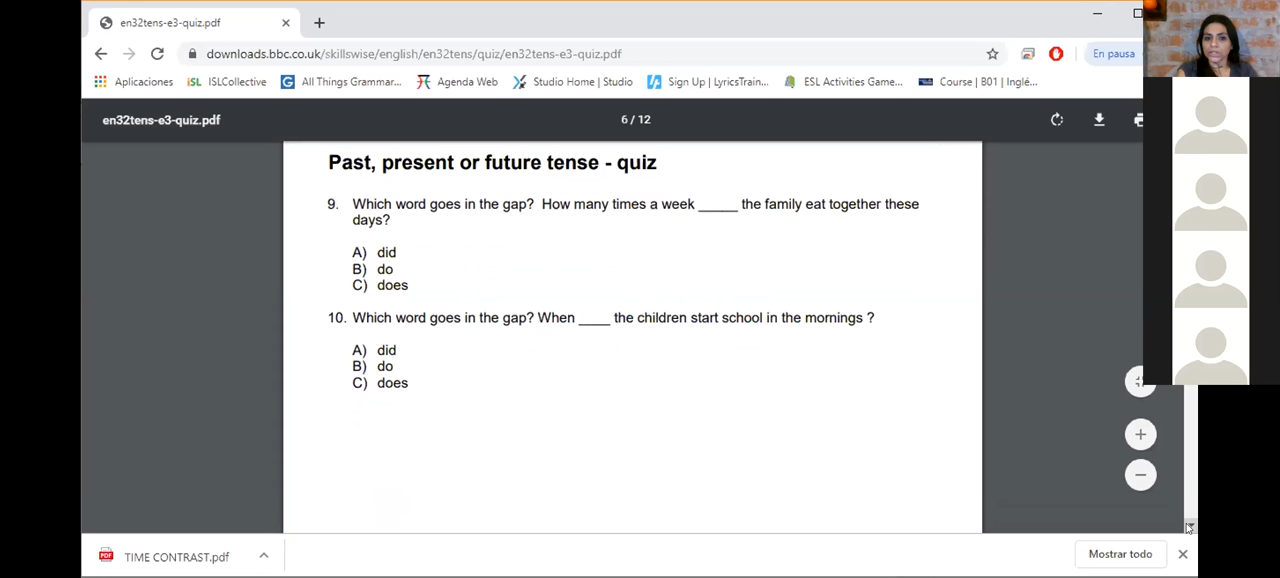 en32tens-e3-quiz.pdf
downloads.bbc.co.uk/skillswise/english/en32tens/quiz/en32tens-e3-quiz.pdf
En pausa
Aplicaciones iSL ISLCollective G All Things Grammar... Agenda Web Studio Home | Studio Sign Up | LyricsTrain... ESL Activities Game... Course | B01 | Inglé...
en32tens-e3-quiz.pdf 6 / 12
Past, present or future tense - quiz
9. Which word goes in the gap? How many times a week _____ the family eat together these
days?
A) did
B) do
C) does
10. Which word goes in the gap? When ____ the children start school in the mornings ?
A) did
B) do
C) does
TIME CONTRAST.pdf
Mostrar todo